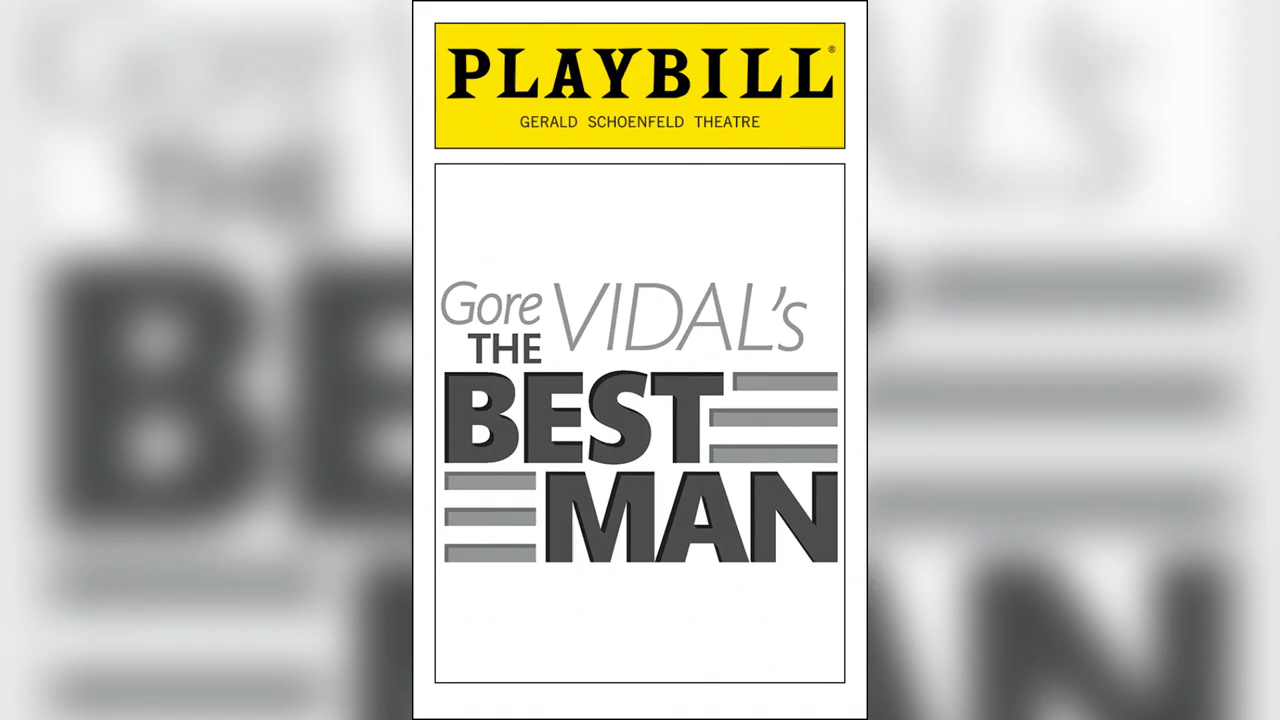 PLAYBILL®
GERALD SCHOENFELD THEATRE
Gore VIDAL's
THE
BEST
MAN